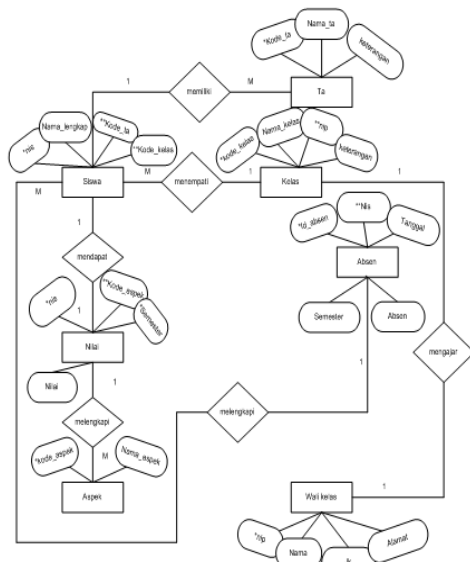 Nama_ta
*Kode_ta
keterangan
1
memiliki
M
Ta
Nama_lengkap
**Kode_ta
*nis
**Kode_kelas
Nama_kelas
**nip
*kode_kelas
keterangan
M
Siswa
M
menempati
1
Kelas
1
1
**Nis
*Id_absen
Tanggal
mendapat
Absen
*nis
**Kode_aspek
*Semester
1
Semester
Absen
Nilai
mengajar
Nilai
1
1
melengkapi
melengkapi
*kode_aspek
M
Nama_aspek
Aspek
Wali kelas
1
*nip
Nama
Alamat